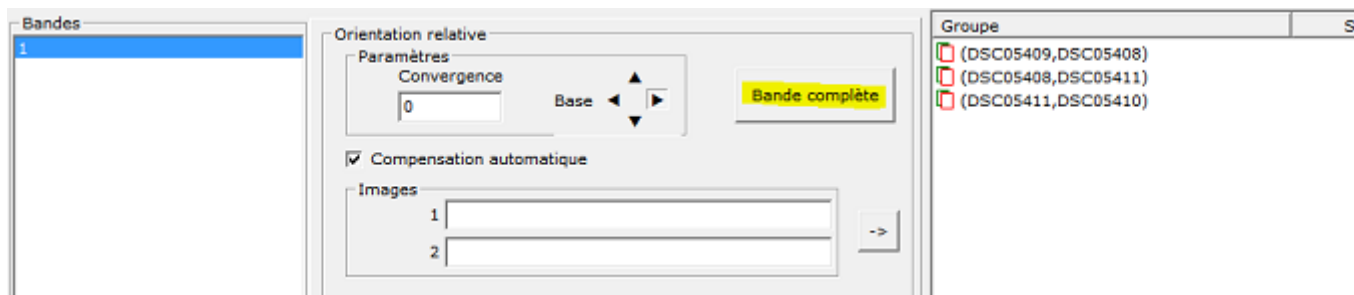 Bandes
1
Orientation relative
Paramètres
Convergence
0
Base
Bande complète
Compensation automatique
Images
1
2
->
Groupe
S
(DSC05409,DSC05408)
(DSC05408,DSC05411)
(DSC05411,DSC05410)